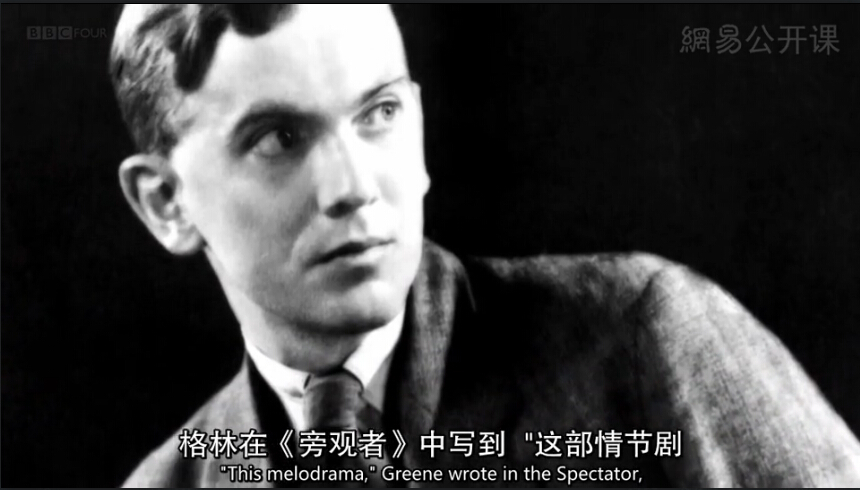 BBC FOUR
網易公开课
格林在《旁观者》中写到 "这部情节剧
"This melodrama," Greene wrote in the Spectator,